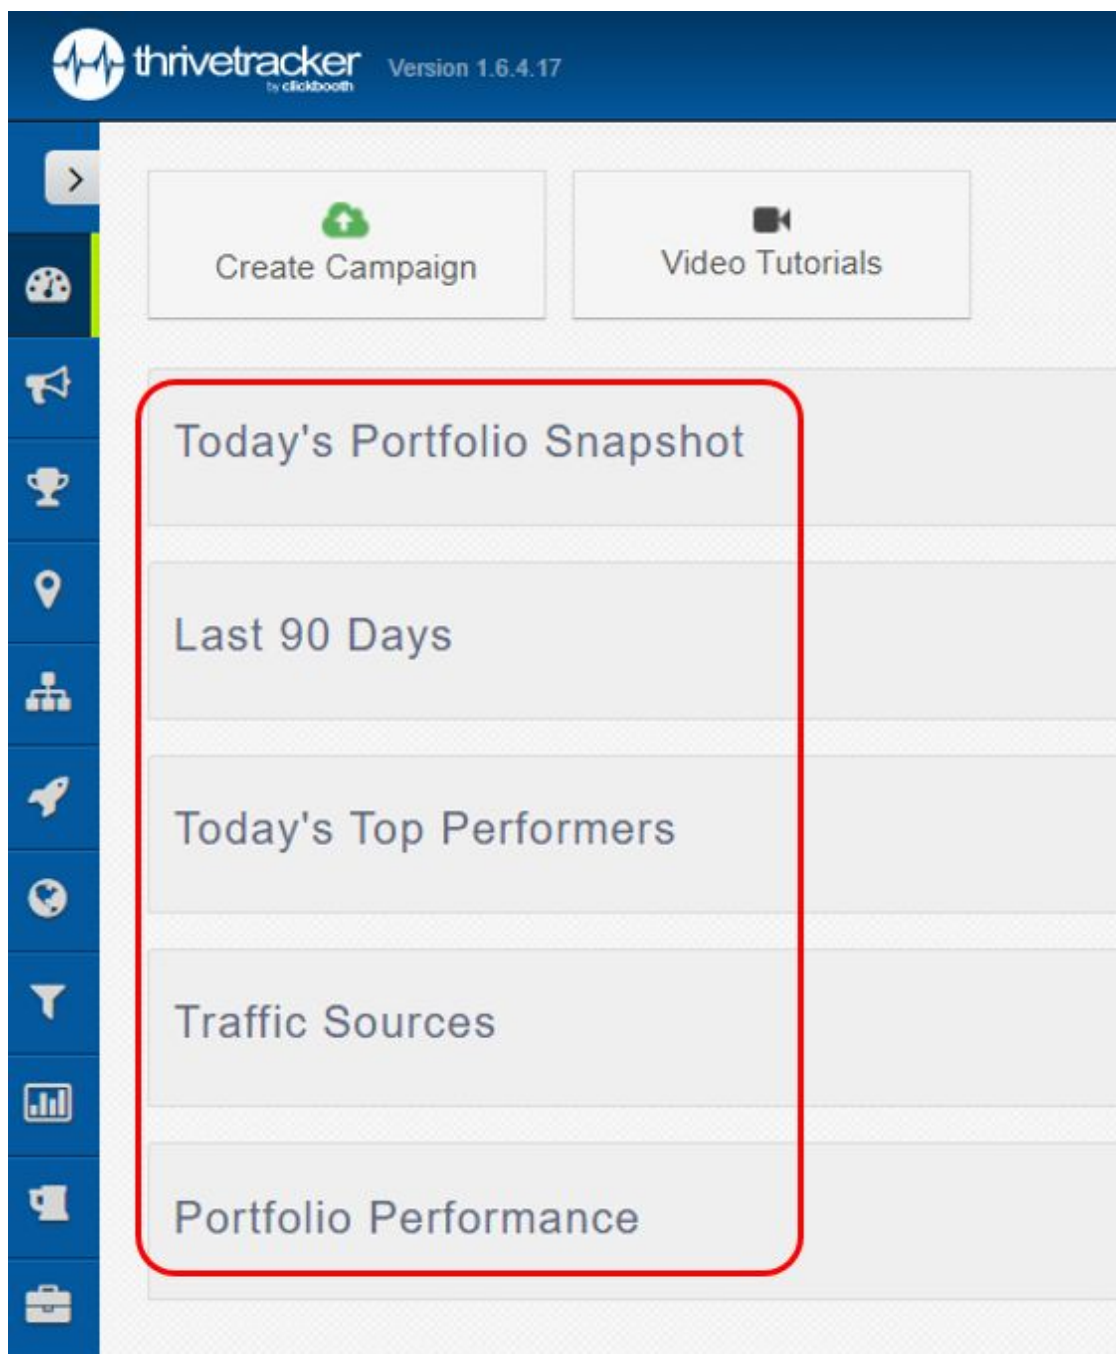 thrivetracker
by clickbooth
Version 1.6.4.17
Create Campaign
Video Tutorials
Today's Portfolio Snapshot
Last 90 Days
Today's Top Performers
Traffic Sources
Portfolio Performance